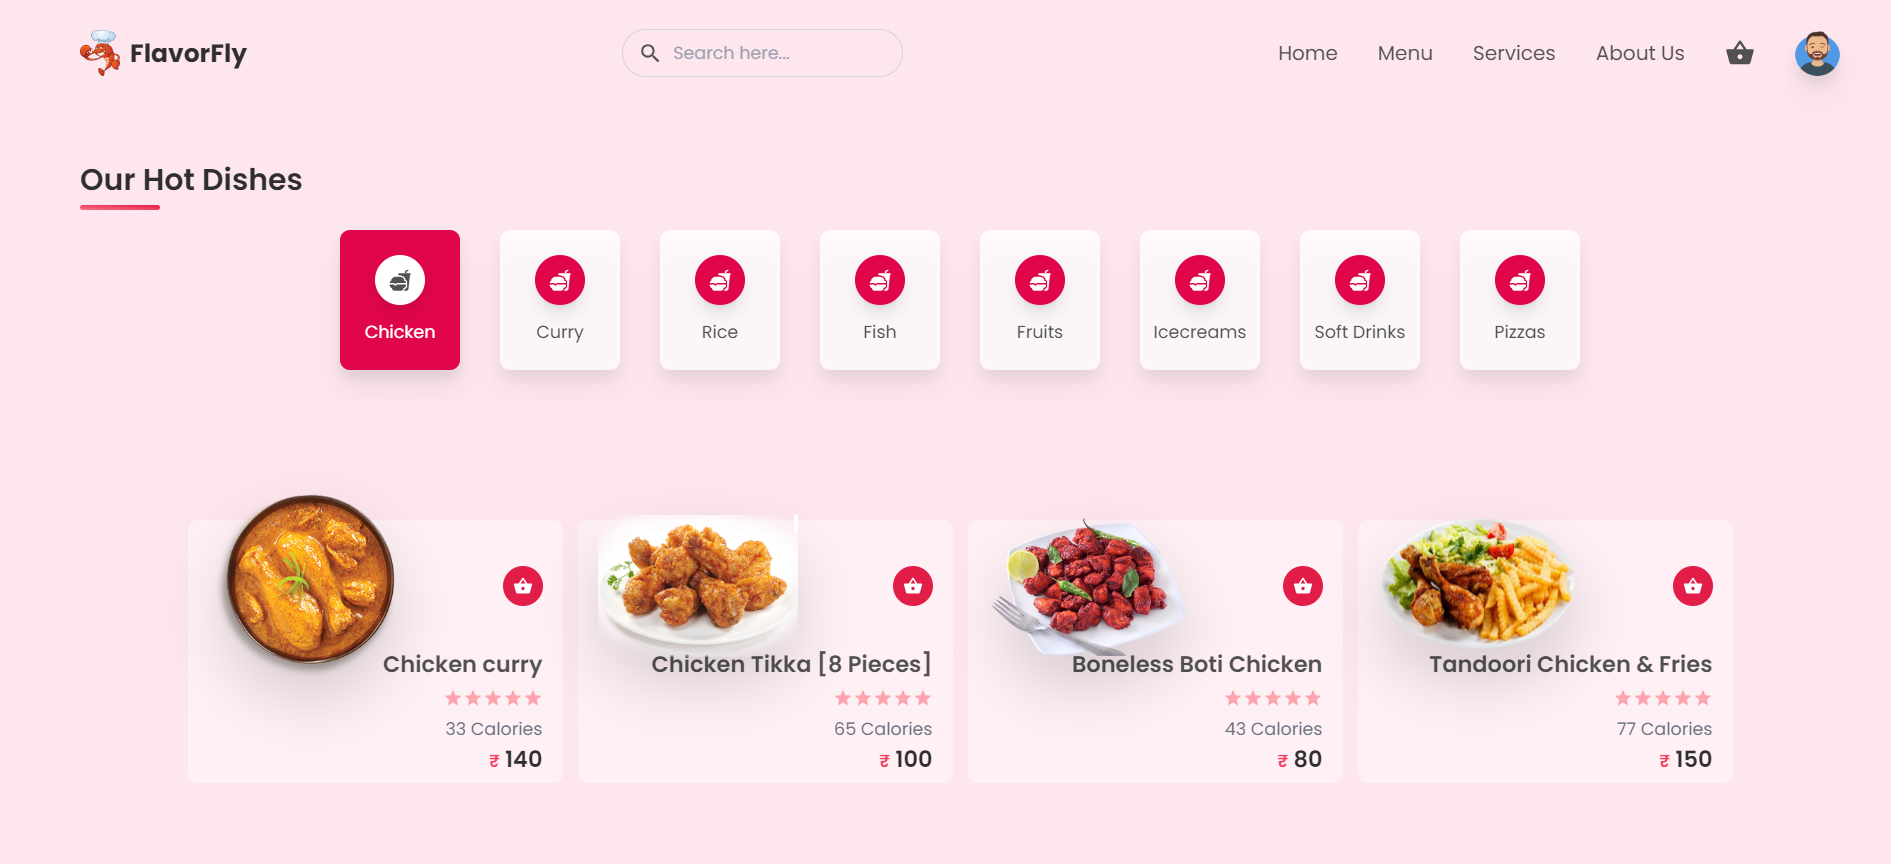 FlavorFly
Search here...
Home
Menu
Services
About Us
Our Hot Dishes
Chicken
Curry
Rice
Fish
Fruits
Icecreams
Soft Drinks
Pizzas
Chicken curry
33 Calories
₹ 140
Chicken Tikka [8 Pieces]
65 Calories
₹ 100
Boneless Boti Chicken
43 Calories
₹ 80
Tandoori Chicken & Fries
77 Calories
₹ 150